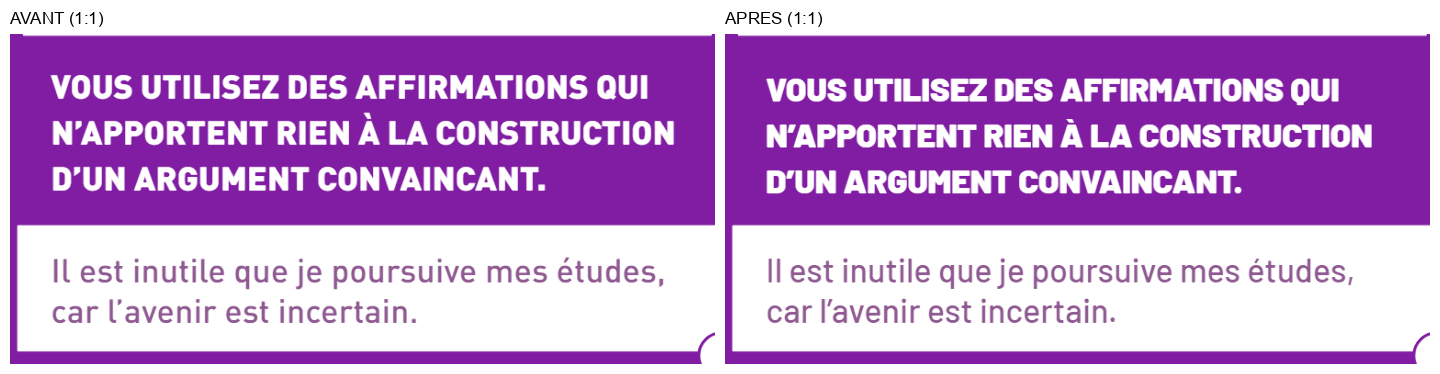 AVANT (1:1)
VOUS UTILISEZ DES AFFIRMATIONS QUI
N'APPORTENT RIEN À LA CONSTRUCTION
D'UN ARGUMENT CONVAINCANT.
Il est inutile que je poursuive mes études,
car l'avenir est incertain.
APRES (1:1)
VOUS UTILISEZ DES AFFIRMATIONS QUI
N'APPORTENT RIEN À LA CONSTRUCTION
D'UN ARGUMENT CONVAINCANT.
Il est inutile que je poursuive mes études,
car l'avenir est incertain.